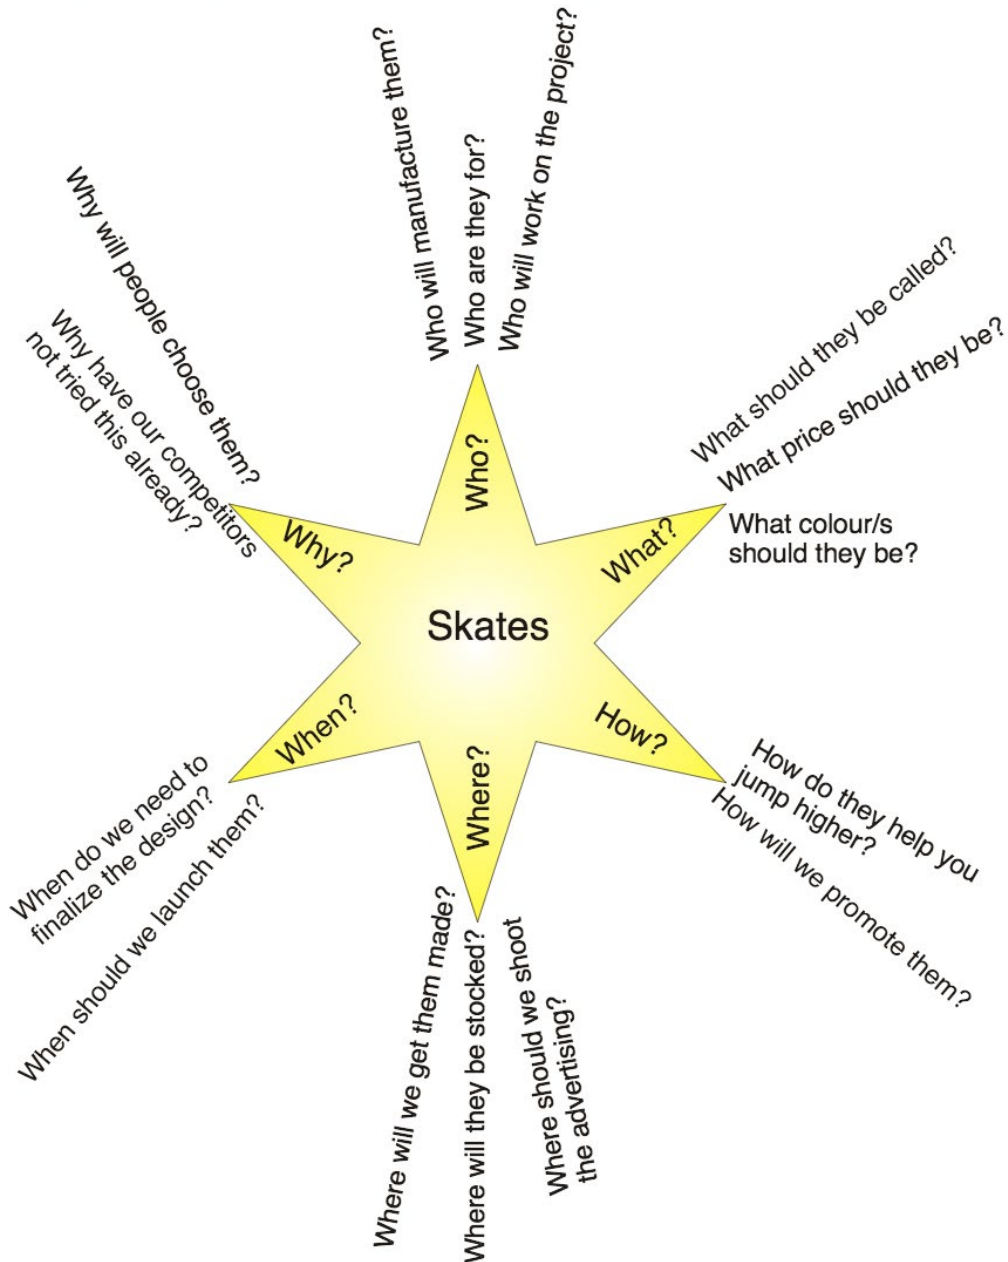 Skates
Who?
Who will manufacture them?
Who are they for?
Who will work on the project?
What?
What should they be called?
What price should they be?
What colour/s
should they be?
How?
How do they help you
jump higher?
How will we promote them?
Where?
Where should we shoot
the advertising?
Where will they be stocked?
Where will we get them made?
When?
When should we launch them?
When do we need to
finalize the design?
Why?
Why have our competitors
not tried this already?
Why will people choose them?